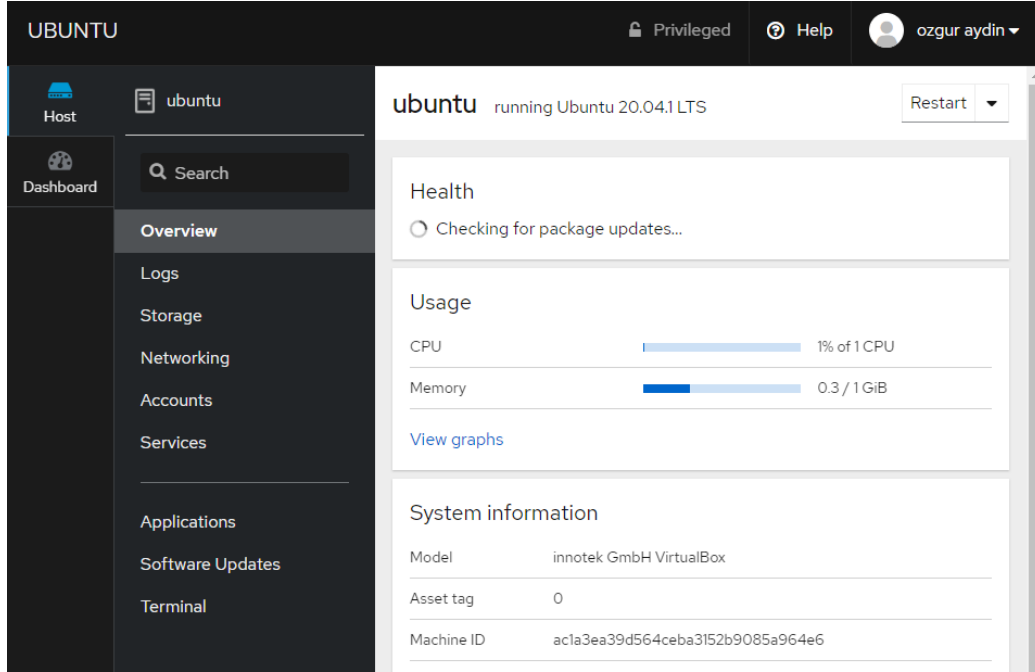 UBUNTU
Privileged
Help
ozgur aydin
Host
Dashboard
ubuntu
Search
Overview
Logs
Storage
Networking
Accounts
Services
Applications
Software Updates
Terminal
ubuntu running Ubuntu 20.04.1 LTS
Restart
Health
Checking for package updates...
Usage
CPU 1% of 1 CPU
Memory 0.3 / 1 GiB
View graphs
System information
Model innotek GmbH VirtualBox
Asset tag 0
Machine ID ac1a3ea39d564ceba3152b9085a964e6